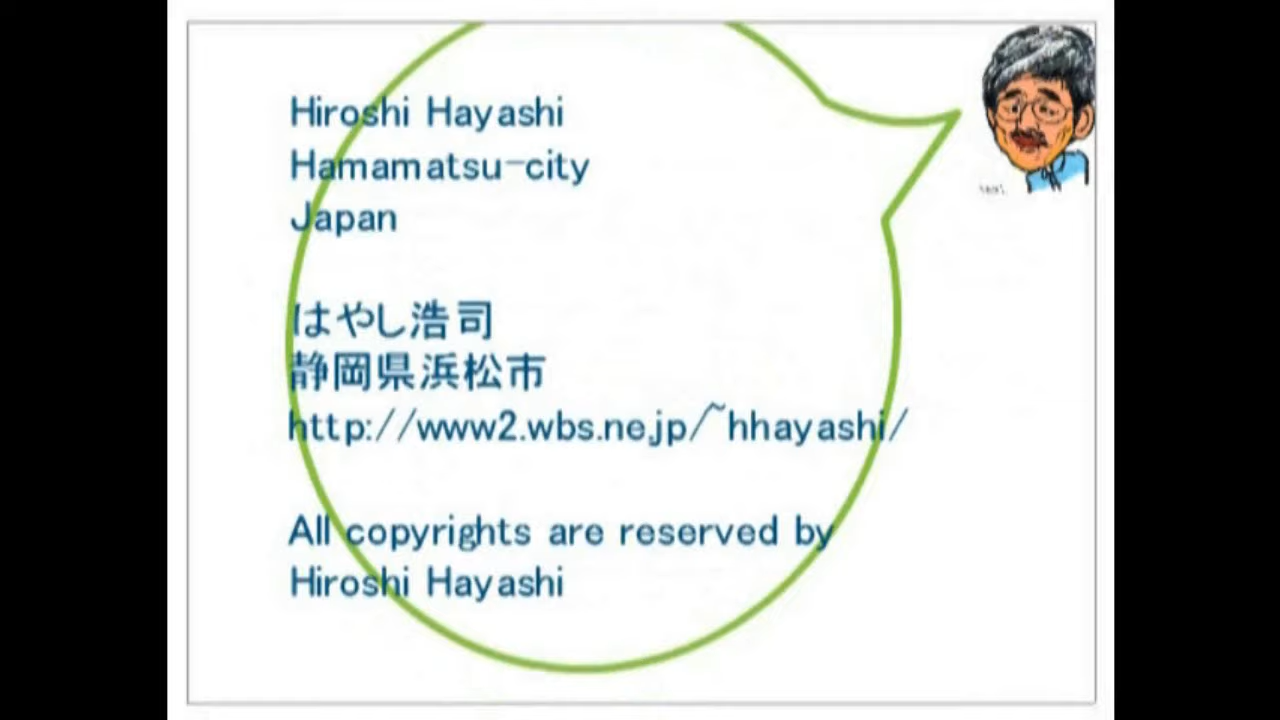 Hiroshi Hayashi
Hamamatsu-city
Japan
はやし浩司
静岡県浜松市
http://www2.wbs.ne.jp/~hhayashi/
All copyrights are reserved by
Hiroshi Hayashi